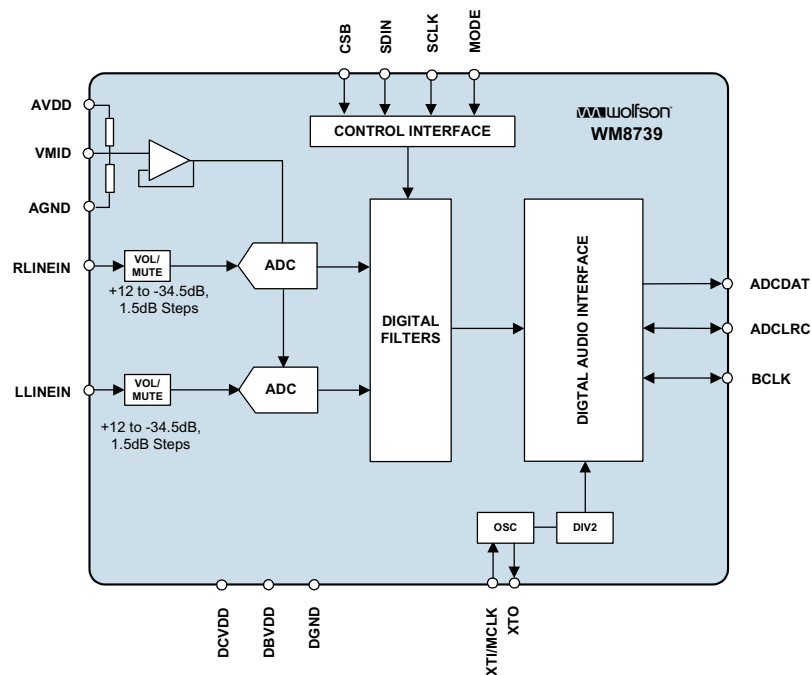 CSB
SDIN
SCLK
MODE
AVDD
wolfson
WM8739
CONTROL INTERFACE
VMID
AGND
RLINEIN
VOL/
MUTE
ADC
+12 to -34.5dB,
1.5dB Steps
DIGITAL
FILTERS
DIGTAL AUDIO INTERFACE
ADCDAT
ADCLRC
BCLK
LLINEIN
VOL/
MUTE
ADC
+12 to -34.5dB,
1.5dB Steps
OSC
DIV2
DCVDD
DBVDD
DGND
XTI/MCLK
XTO